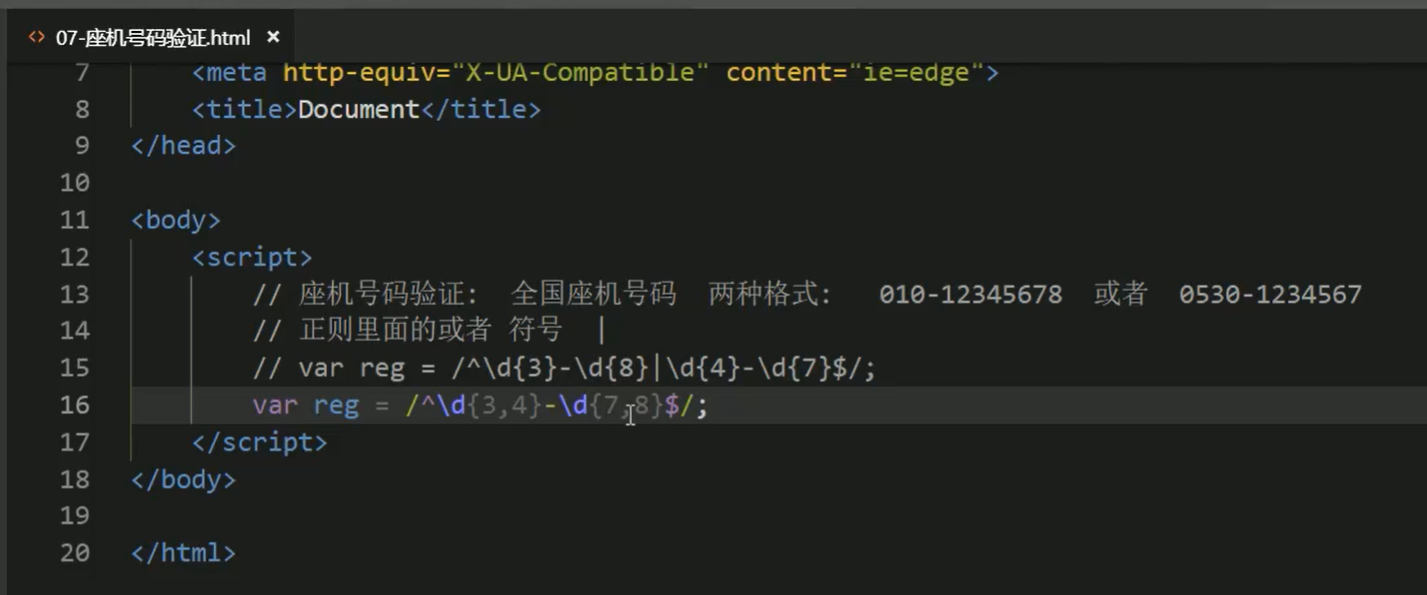 07-座机号码验证.html ×
7 <meta http-equiv="X-UA-Compatible" content="ie=edge">
8 <title>Document</title>
9 </head>
10
11 <body>
12 <script>
13 // 座机号码验证: 全国座机号码 两种格式: 010-12345678 或者 0530-1234567
14 // 正则里面的或者 符号 |
15 // var reg = /^\d{3}-\d{8}|\d{4}-\d{7}$/;
16 var reg = /^\d{3,4}-\d{7,8}$/;
17 </script>
18 </body>
19
20 </html>